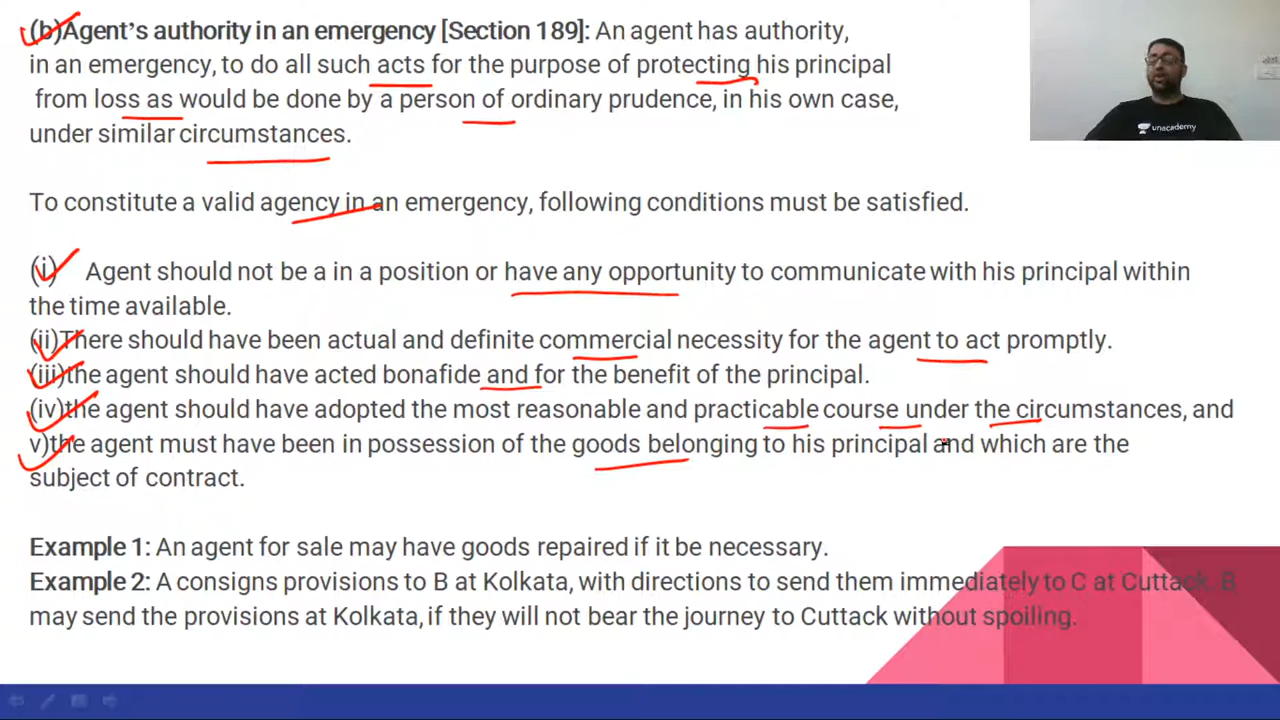 (b)Agent's authority in an emergency [Section 189]: An agent has authority,
in an emergency, to do all such acts for the purpose of protecting his principal
from loss as would be done by a person of ordinary prudence, in his own case,
under similar circumstances.
To constitute a valid agency in an emergency, following conditions must be satisfied.
(i) Agent should not be a in a position or have any opportunity to communicate with his principal within
the time available.
(ii)There should have been actual and definite commercial necessity for the agent to act promptly.
(iii)the agent should have acted bonafide and for the benefit of the principal.
(iv)the agent should have adopted the most reasonable and practicable course under the circumstances, and
v)the agent must have been in possession of the goods belonging to his principal and which are the
subject of contract.
Example 1: An agent for sale may have goods repaired if it be necessary.
Example 2: A consigns provisions to B at Kolkata, with directions to send them immediately to C at Cuttack. B
may send the provisions at Kolkata, if they will not bear the journey to Cuttack without spoiling.
unacademy